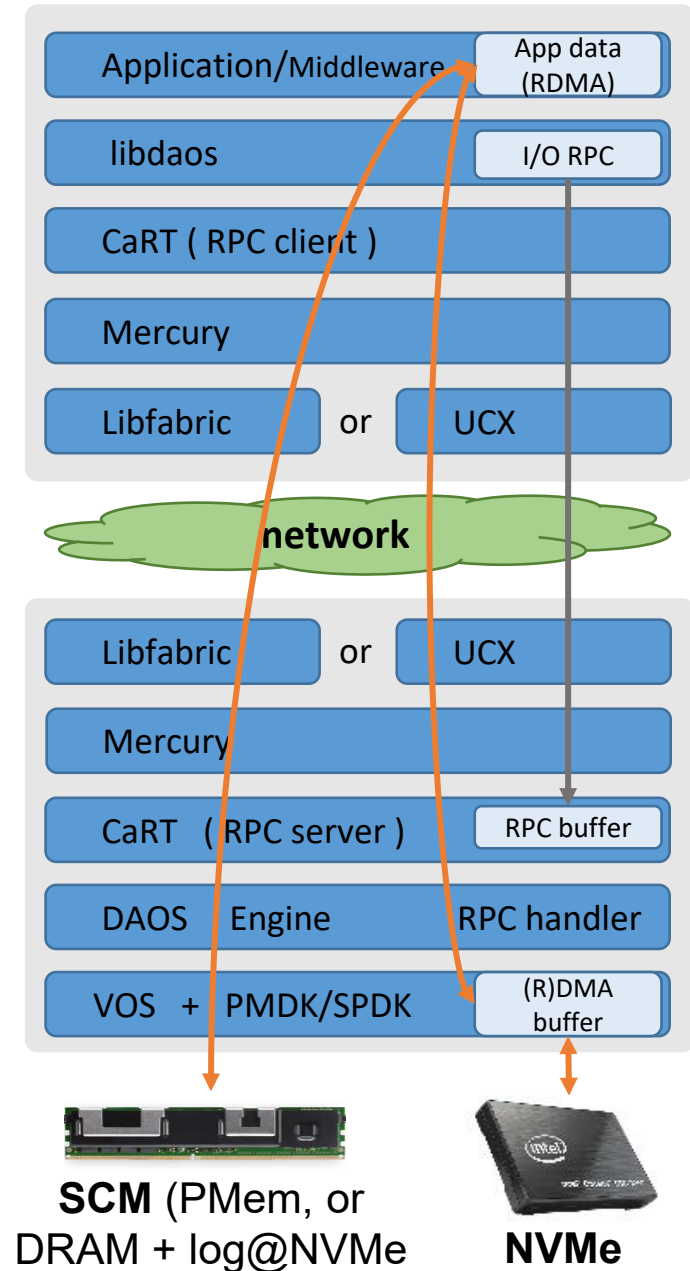 Application/Middleware
App data
(RDMA)
libdaos
I/O RPC
CaRT ( RPC client )
Mercury
Libfabric
or
UCX
network
Libfabric
or
UCX
Mercury
CaRT ( RPC server )
RPC buffer
DAOS Engine
RPC handler
VOS + PMDK/SPDK
(R)DMA
buffer
(intel)
SCM (PMem, or
DRAM + log@NVMe
NVMe